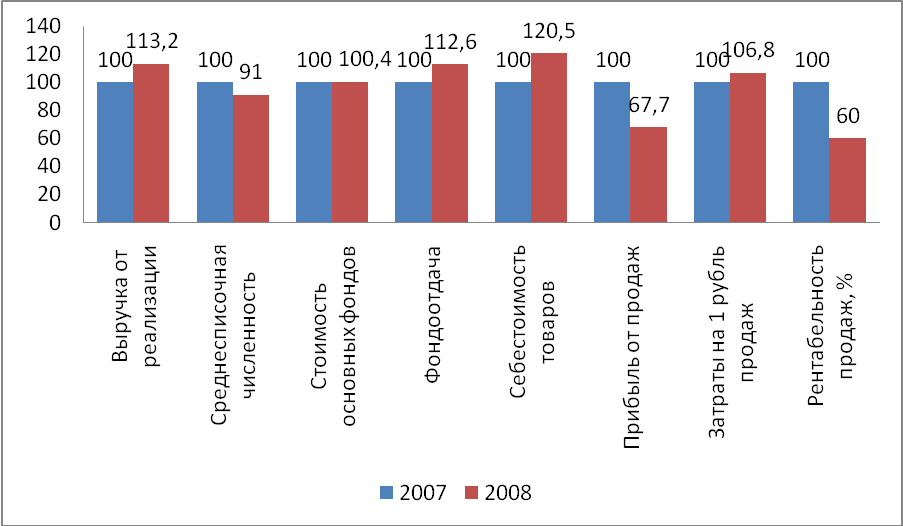 140
120
100
80
60
40
20
0
100
113,2
100
91
100
100,4
100
112,6
100
120,5
100
67,7
100
106,8
100
60
Выручка от
реализации
Среднесписочная
численность
Стоимость
основных фондов
Фондоотдача
Себестоимость
товаров
Прибыль от продаж
Затраты на 1 рубль
продаж
Рентабельность
продаж, %
2007
2008